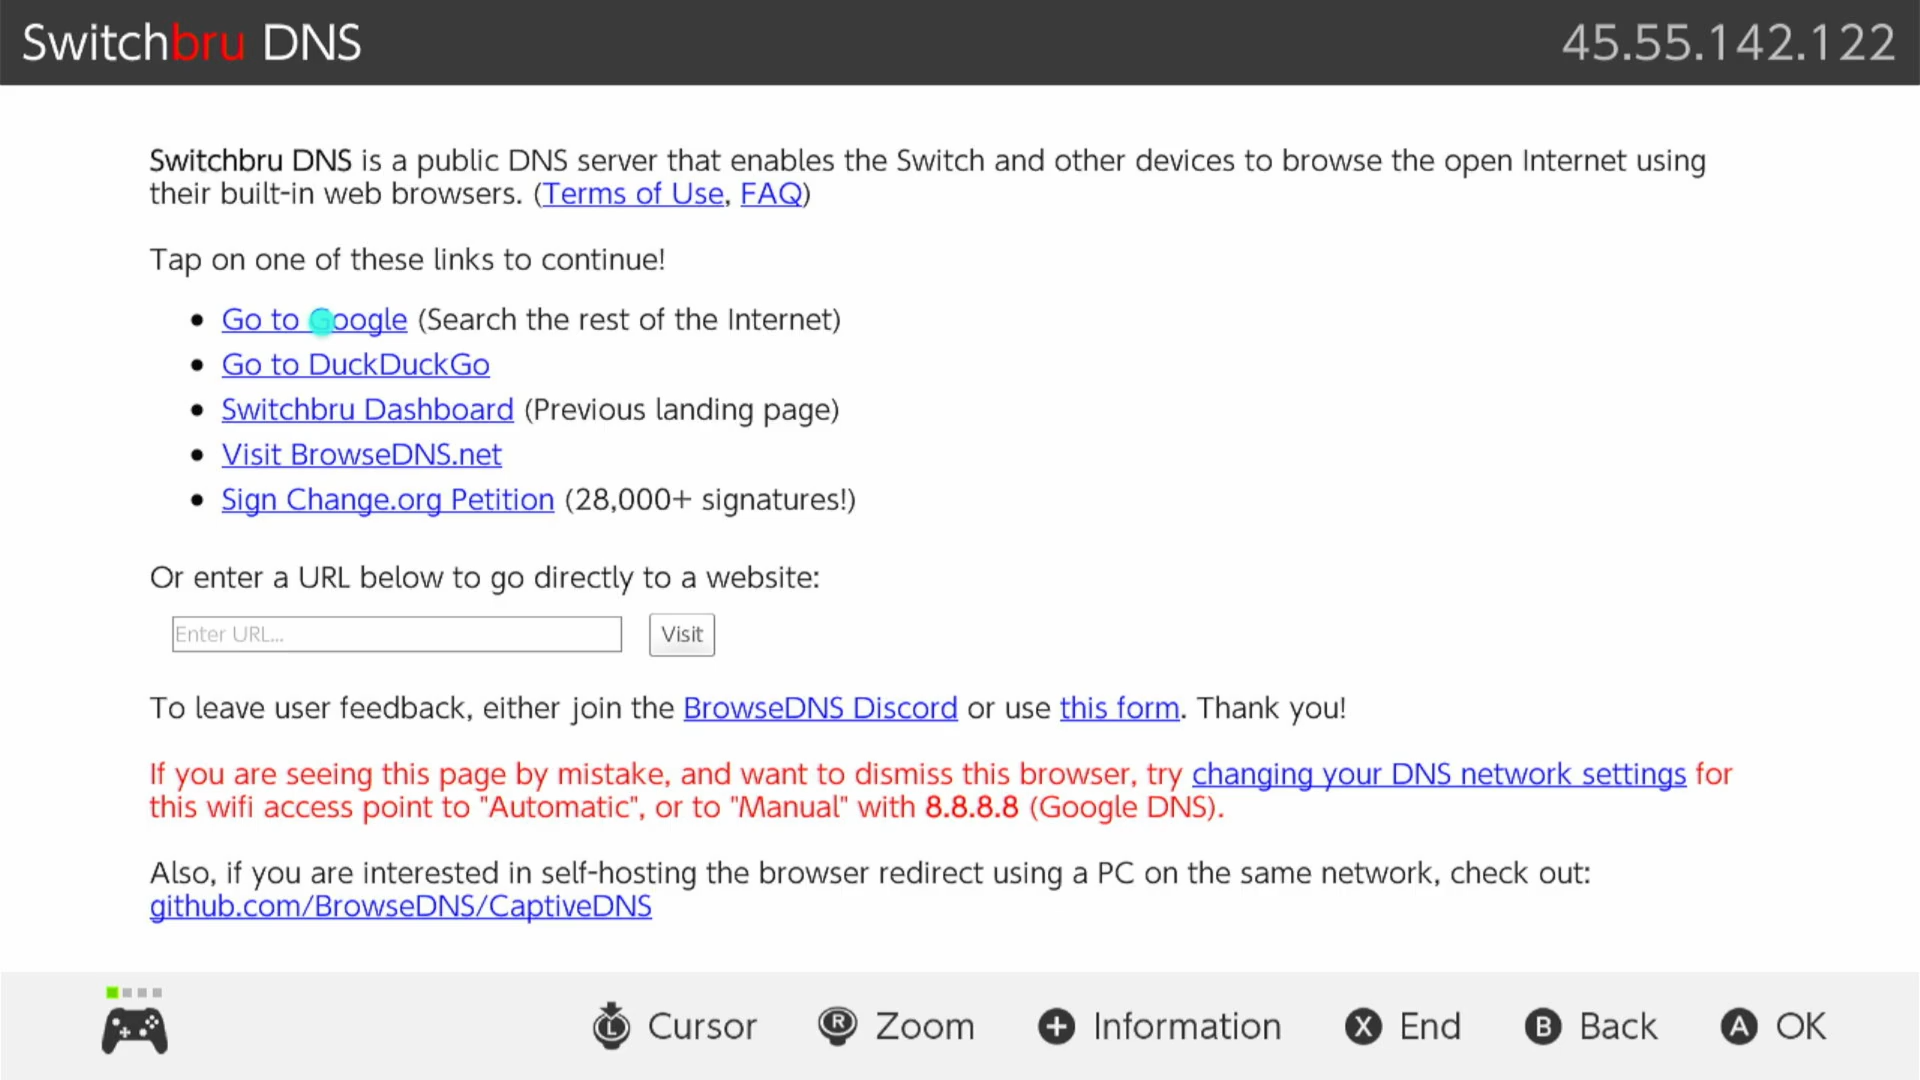 Switchbru DNS
45.55.142.122
Switchbru DNS is a public DNS server that enables the Switch and other devices to browse the open Internet using
their built-in web browsers. (Terms of Use, FAQ)
Tap on one of these links to continue!
• Go to Google (Search the rest of the Internet)
• Go to DuckDuckGo
• Switchbru Dashboard (Previous landing page)
• Visit BrowseDNS.net
• Sign Change.org Petition (28,000+ signatures!)
Or enter a URL below to go directly to a website:
Enter URL... Visit
To leave user feedback, either join the BrowseDNS Discord or use this form. Thank you!
If you are seeing this page by mistake, and want to dismiss this browser, try changing your DNS network settings for
this wifi access point to "Automatic", or to "Manual" with 8.8.8.8 (Google DNS).
Also, if you are interested in self-hosting the browser redirect using a PC on the same network, check out:
github.com/BrowseDNS/CaptiveDNS
L Cursor R Zoom + Information X End B Back A OK